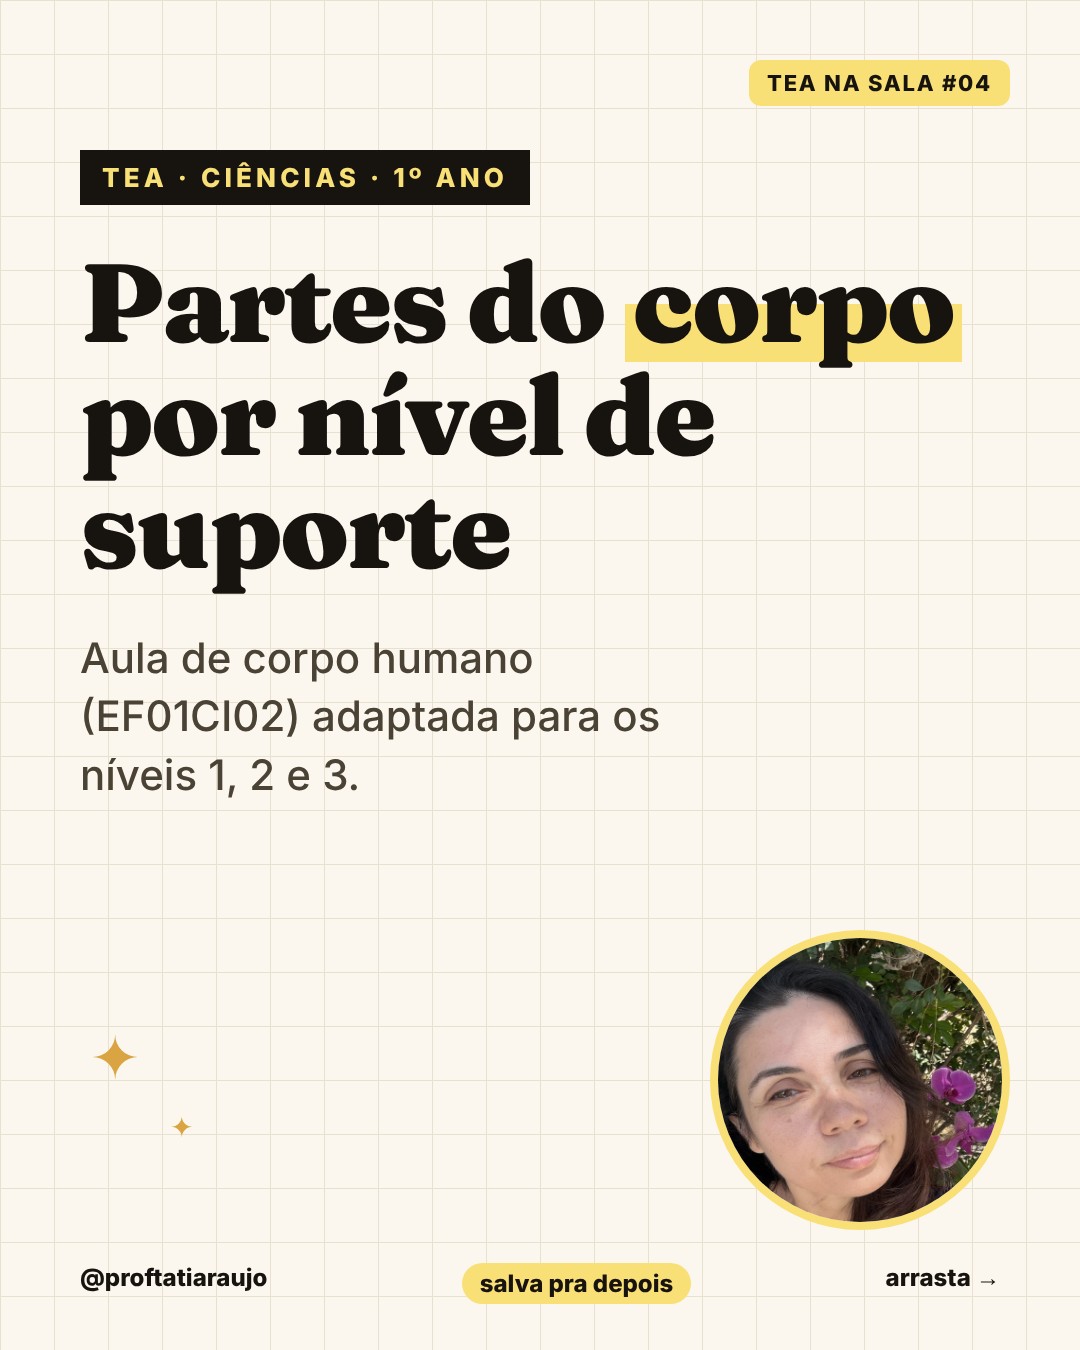 TEA NA SALA #04
TEA · CIÊNCIAS · 1º ANO
Partes do corpo
por nível de
suporte
Aula de corpo humano
(EF01CI02) adaptada para os
níveis 1, 2 e 3.
@proftatiaraujo
salva pra depois
arrasta →